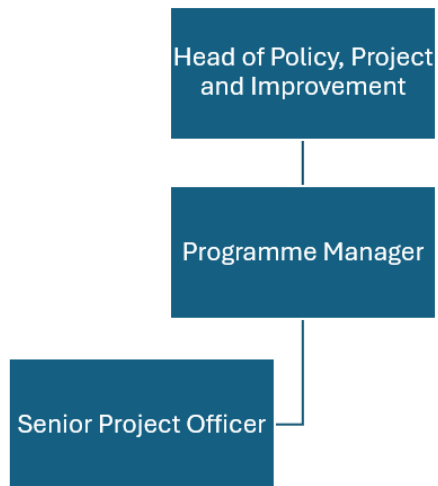 Head of Policy, Project
and Improvement
Programme Manager
Senior Project Officer